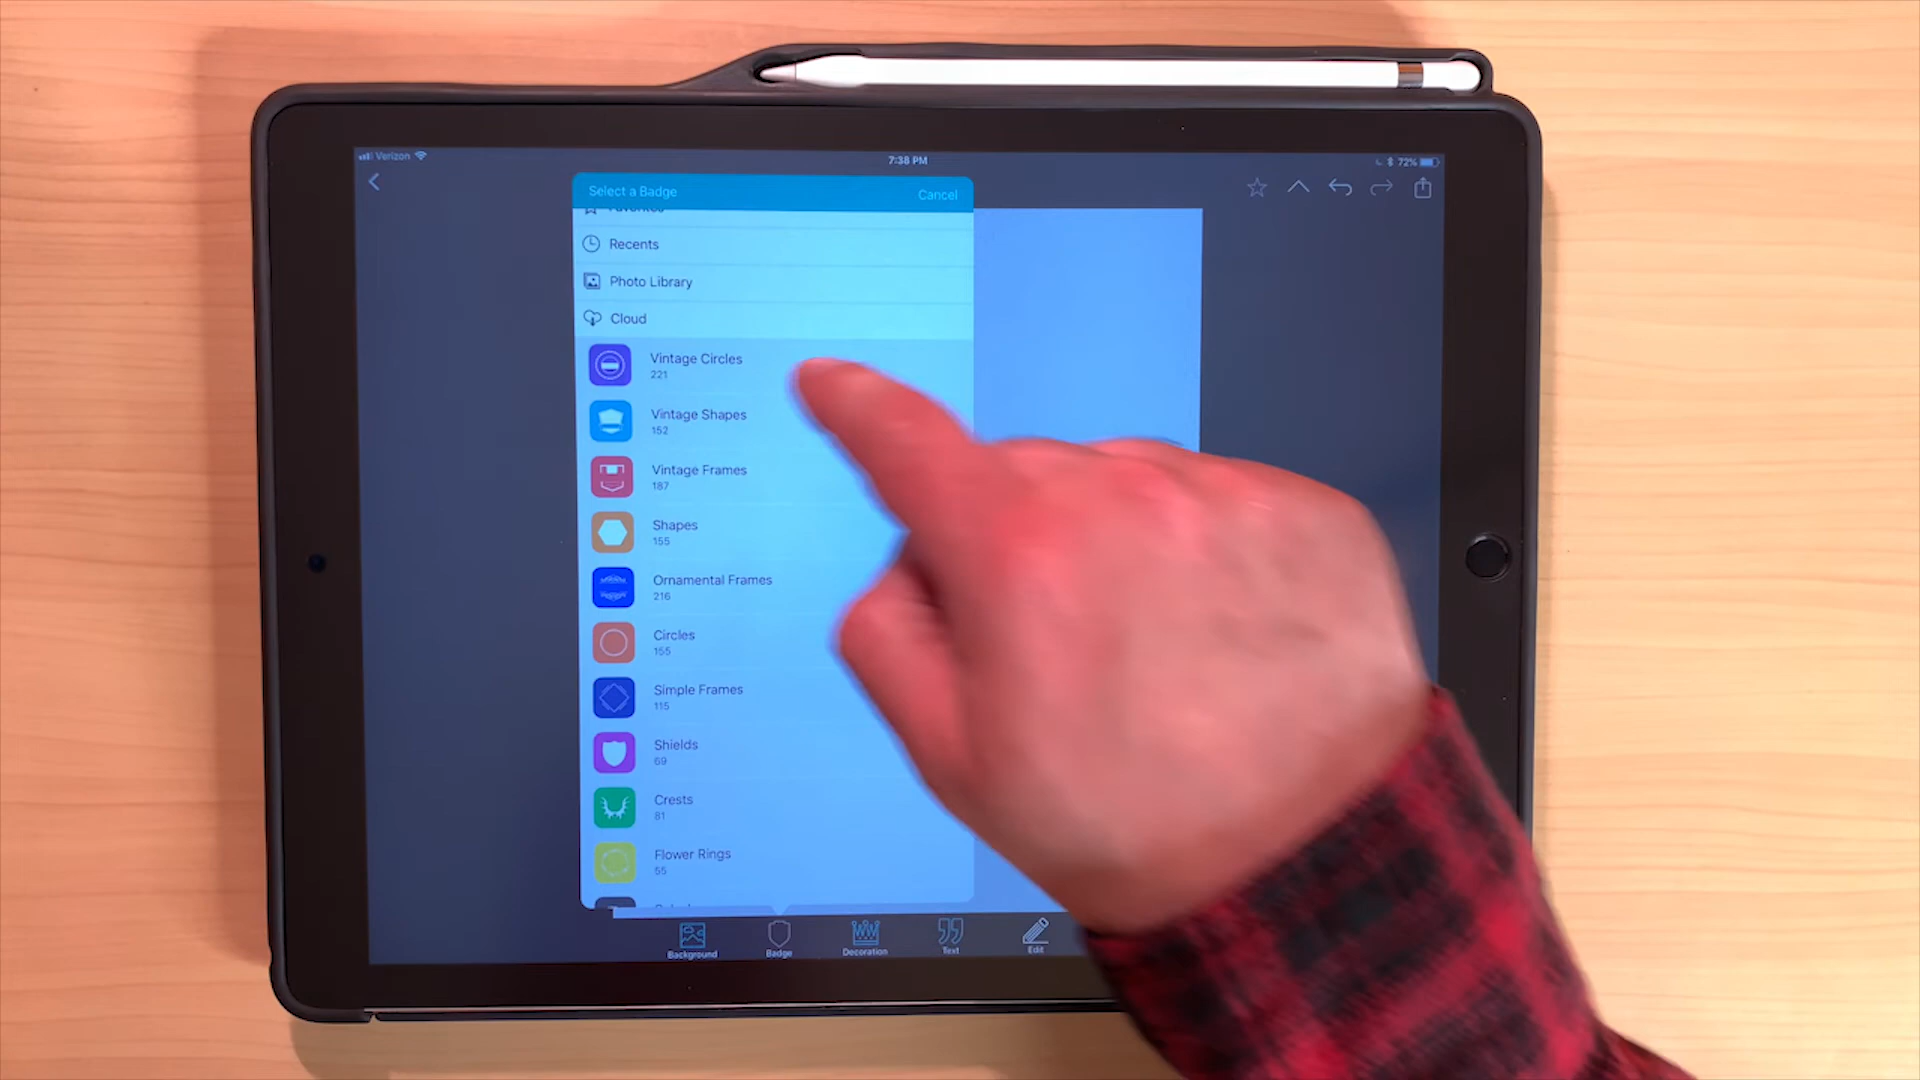 Verizon
7:38 PM
72%
Select a Badge
Cancel
Favorites
Recents
Photo Library
Cloud
Vintage Circles
221
Vintage Shapes
152
Vintage Frames
187
Shapes
155
Ornamental Frames
216
Circles
155
Simple Frames
115
Shields
69
Crests
81
Flower Rings
55
Background
Badge
Decoration
Text
Edit